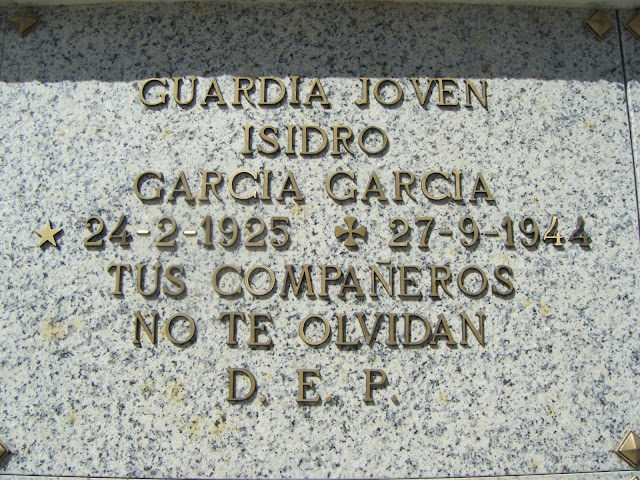 GUARDIA JOVEN
ISIDRO
GARCIA GARCIA
24-2-1925 27-9-1944
TUS COMPAÑEROS
NO TE OLVIDAN
D. E. P.